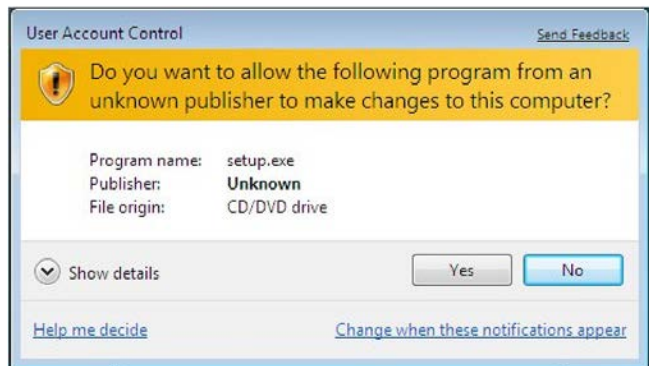 User Account Control
Send Feedback
Do you want to allow the following program from an
unknown publisher to make changes to this computer?
Program name: setup.exe
Publisher: Unknown
File origin: CD/DVD drive
Show details
Yes
No
Help me decide
Change when these notifications appear